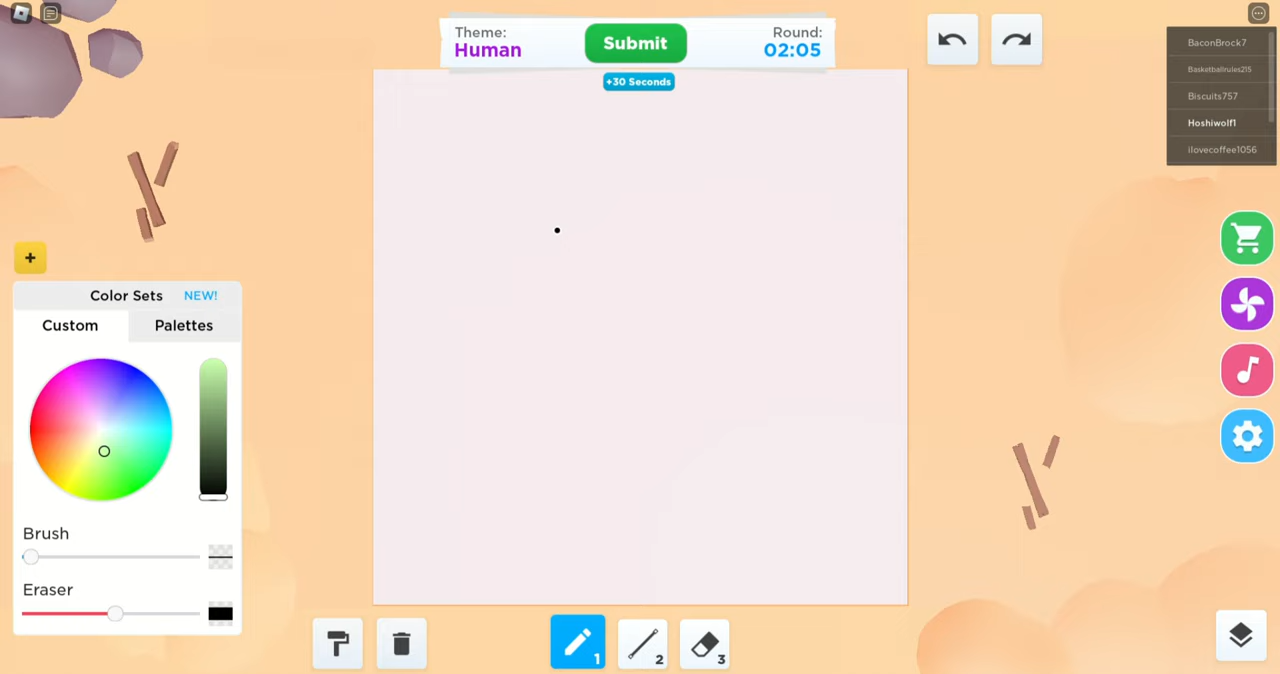 Theme:
Human
Submit
Round:
02:05
+30 Seconds
BaconBrock7
Basketballrules215
Biscuits757
Hoshiwolf1
ilovecoffee1056
+
Color Sets NEW!
Custom Palettes
Brush
Eraser
1 2 3